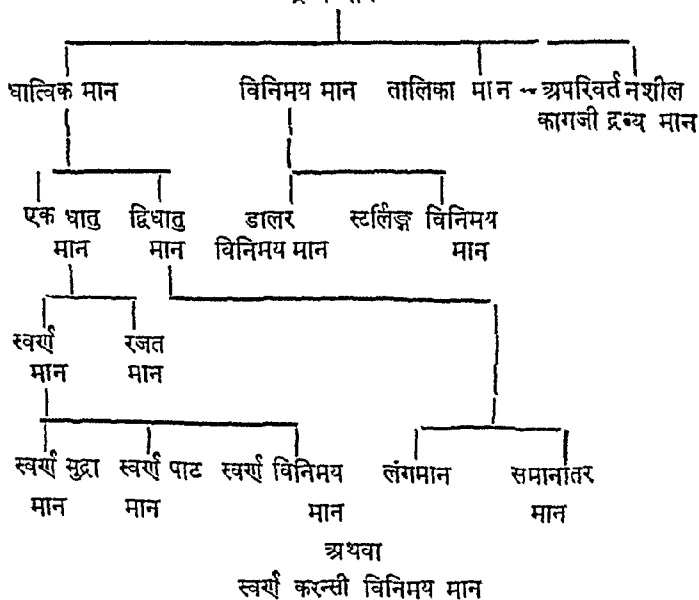 धात्विक मान विनिमय मान तालिका मान -- अपरिवर्तनशील
कागजी द्रव्य मान
एक धातु द्विधातु डालर स्टर्लिङ्ग विनिमय
मान मान विनिमय मान मान
स्वर्ण रजत
मान मान
स्वर्ण मुद्रा स्वर्ण पाट स्वर्ण विनिमय लंगमान समानांतर
मान मान मान मान
अथवा
स्वर्ण करन्सी विनिमय मान